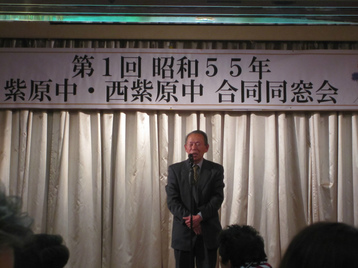 第1回 昭和55年
紫原中・西紫原中 合同同窓会